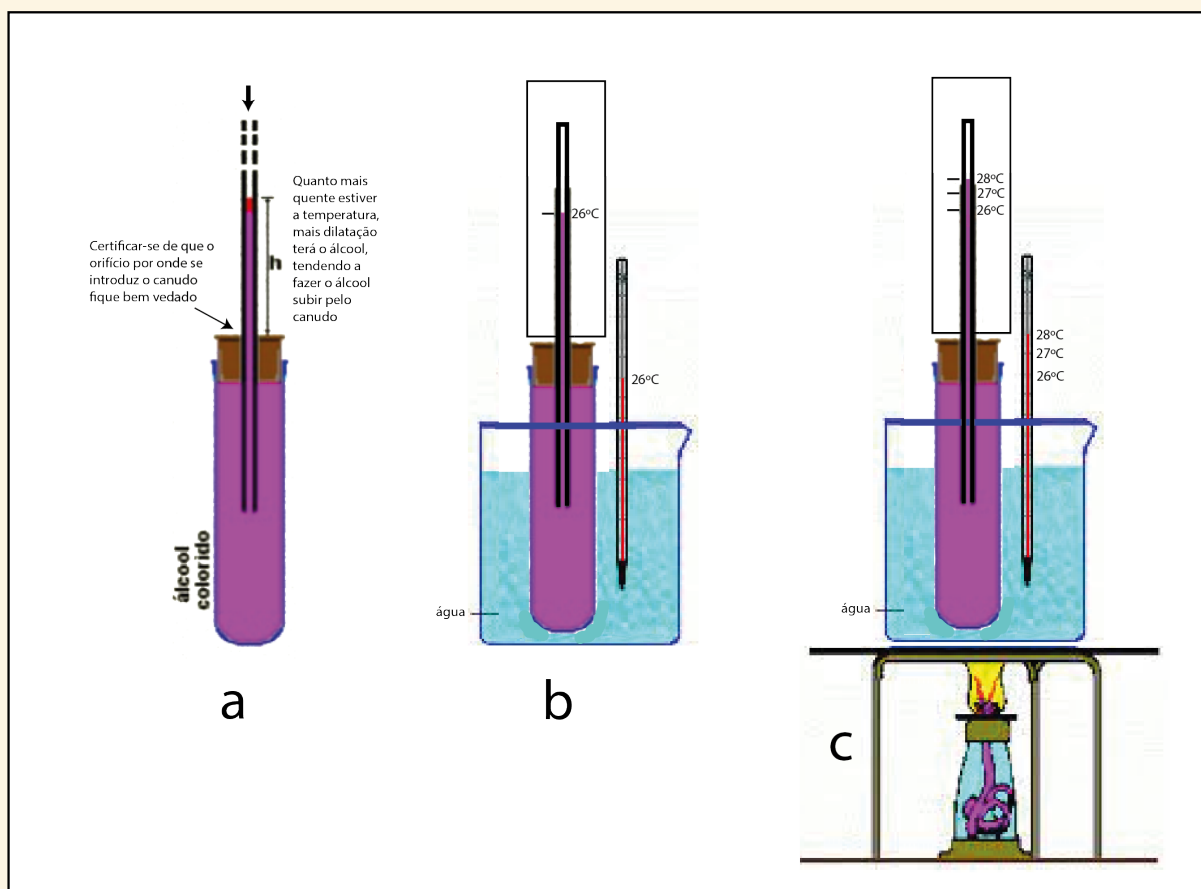 Certificar-se de que o
orifício por onde se
introduz o canudo
fique bem vedado
Quanto mais
quente estiver
a temperatura,
mais dilatação
terá o álcool,
tendendo a
fazer o álcool
subir pelo
canudo
h
álcool
colorido
a
26ºC
26ºC
água
b
28ºC
27ºC
26ºC
28ºC
27ºC
26ºC
água
c